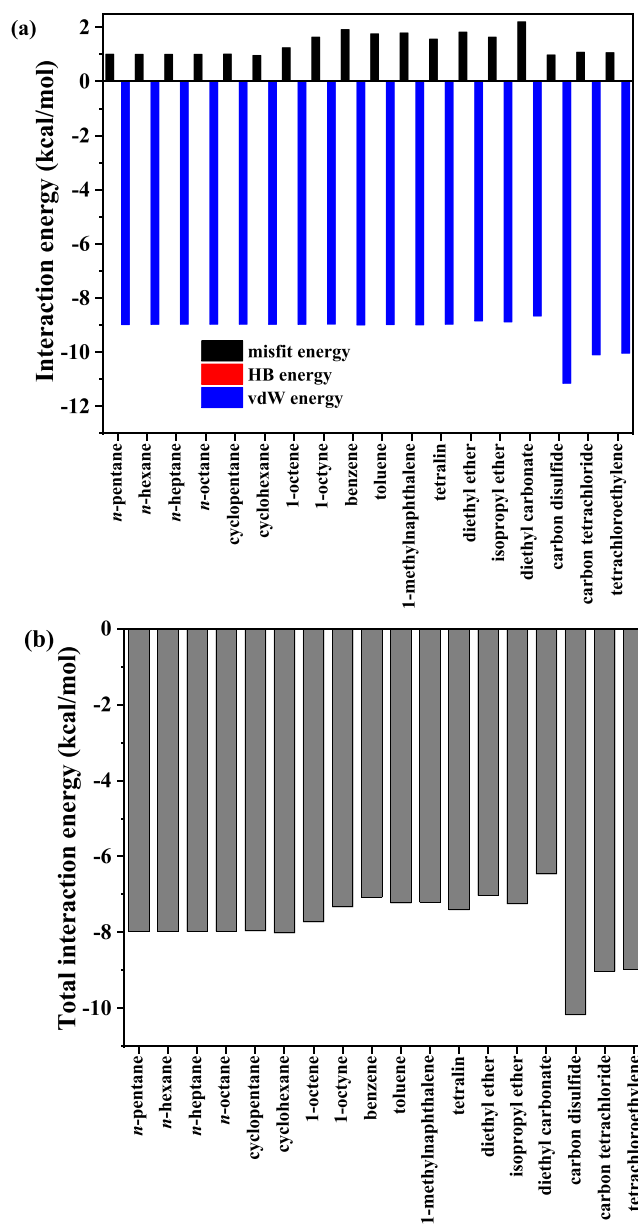 (a)
Interaction energy (kcal/mol)
2
0
-2
-4
-6
-8
-10
-12
misfit energy
HB energy
vdW energy
n-pentane
n-hexane
n-heptane
n-octane
cyclopentane
cyclohexane
1-octene
1-octyne
benzene
toluene
1-methylnaphthalene
tetralin
diethyl ether
isopropyl ether
diethyl carbonate
carbon disulfide
carbon tetrachloride
tetrachloroethylene
(b)
Total interaction energy (kcal/mol)
0
-2
-4
-6
-8
-10
n-pentane
n-hexane
n-heptane
n-octane
cyclopentane
cyclohexane
1-octene
1-octyne
benzene
toluene
1-methylnaphthalene
tetralin
diethyl ether
isopropyl ether
diethyl carbonate
carbon disulfide
carbon tetrachloride
tetrachloroethylene